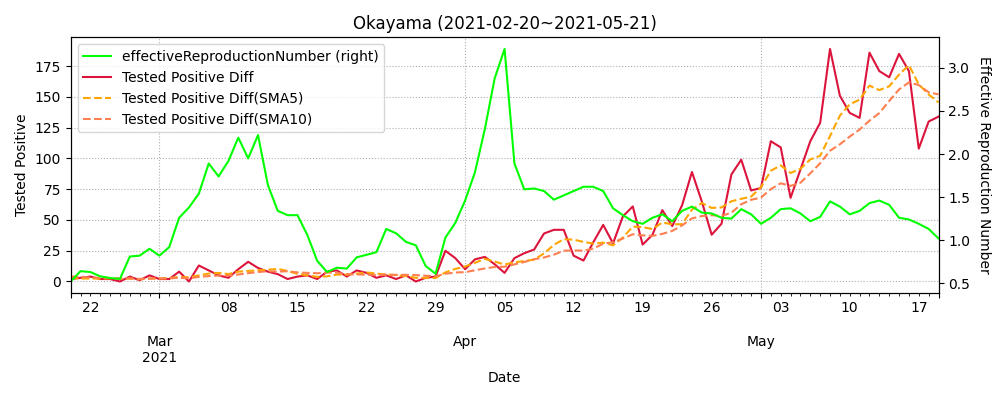 Okayama (2021-02-20~2021-05-21)
effectiveReproductionNumber (right)
Tested Positive Diff
Tested Positive Diff(SMA5)
Tested Positive Diff(SMA10)
Tested Positive
175
150
125
100
75
50
25
0
Effective Reproduction Number
3.0
2.5
2.0
1.5
1.0
0.5
22 08 15 22 29 05 12 19 26 03 10 17
Mar Apr May
2021
Date